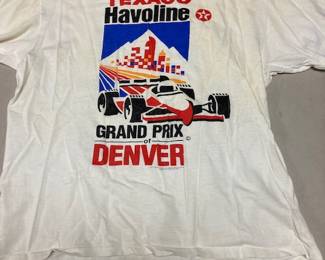 TEXACO
Havoline
GRAND PRIX
of
DENVER